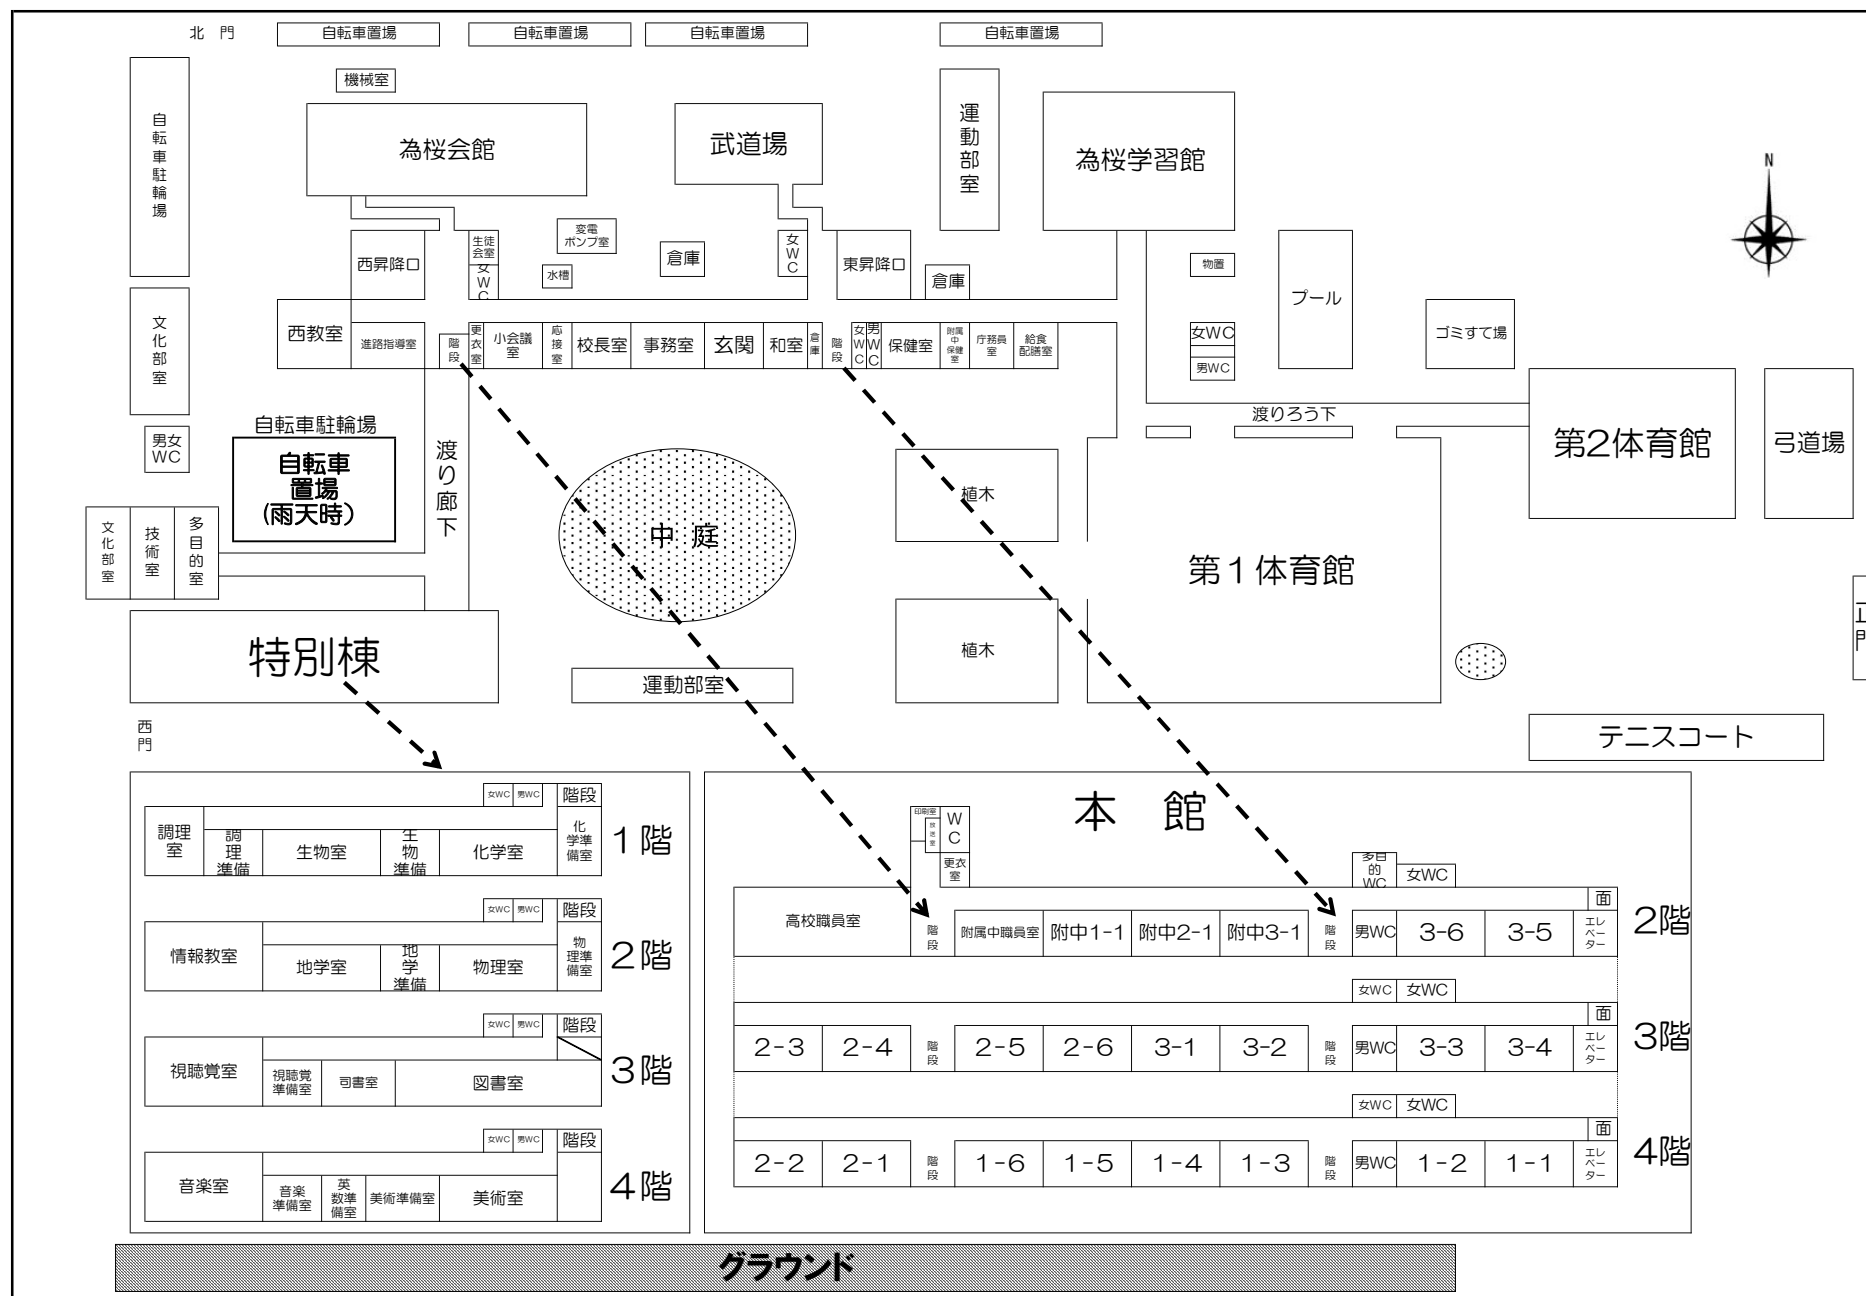 北 門
自転車置場
自転車置場
自転車置場
自転車置場
機械室
自転車駐輪場
為桜会館
武道場
運動部室
為桜学習館
N
生徒
会室
女WC
変電
ポンプ室
水槽
倉庫
女WC
西昇降口
東昇降口
倉庫
物置
プール
ゴミすて場
文化部室
西教室
進路指導室
階段
更衣室
小会議
室
応接室
校長室
事務室
玄関
和室
倉庫
階段
女WC
男WC
保健室
附属
中
保健
室
庁務員
室
給食
配膳室
女WC
男WC
渡りろう下
第2体育館
弓道場
男女
WC
自転車駐輪場
自転車
置場
(雨天時)
渡り廊下
中 庭
植木
第1体育館
文化部室
技術室
多目的室
特別棟
運動部室
植木
正門
西門
テニスコート
女WC
男WC
階段
調理
室
調
理
準備
生物室
生
物
準備
化学室
化
学準
備室
1階
女WC
男WC
階段
情報教室
地学室
地
学
準備
物理室
物
理準
備室
2階
女WC
男WC
階段
視聴覚室
視聴覚
準備室
司書室
図書室
3階
女WC
男WC
階段
音楽室
音楽
準備室
英
数準
備室
美術準備室
美術室
4階
本 館
印刷室
放送室
WC
更衣
室
多目
的
WC
女WC
面
高校職員室
階段
附属中職員室
附中1-1
附中2-1
附中3-1
階段
男WC
3-6
3-5
エレ
ベー
ター
2階
女WC
女WC
面
2-3
2-4
階段
2-5
2-6
3-1
3-2
階段
男WC
3-3
3-4
エレ
ベー
ター
3階
女WC
女WC
面
2-2
2-1
階段
1-6
1-5
1-4
1-3
階段
男WC
1-2
1-1
エレ
ベー
ター
4階
グラウンド